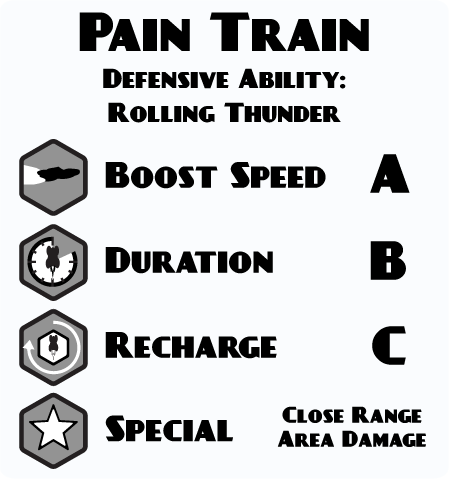 Pain Train
Defensive Ability:
Rolling Thunder
Boost Speed A
Duration B
Recharge C
Special Close Range
Area Damage